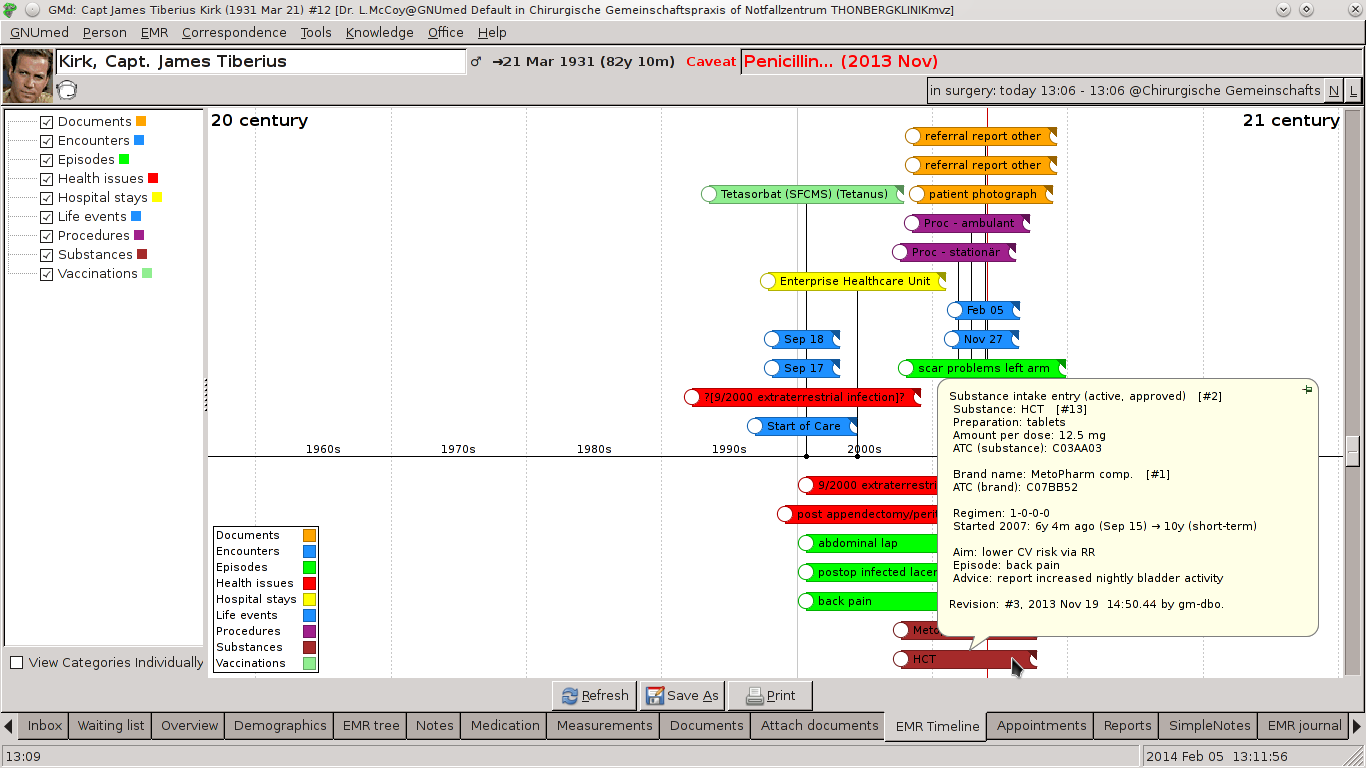 GMd: Capt James Tiberius Kirk (1931 Mar 21) #12 [Dr. L.McCoy@GNUmed Default in Chirurgische Gemeinschaftspraxis of Notfallzentrum THONBERGKLINIKmvz]
GNUmed Person EMR Correspondence Tools Knowledge Office Help
Kirk, Capt. James Tiberius ♂ →21 Mar 1931 (82y 10m) Caveat Penicillin... (2013 Nov)
in surgery: today 13:06 - 13:06 @Chirurgische Gemeinschafts N L
Documents
Encounters
Episodes
Health issues
Hospital stays
Life events
Procedures
Substances
Vaccinations
View Categories Individually
20 century 21 century
referral report other
referral report other
Tetasorbat (SFCMS) (Tetanus) patient photograph
Proc - ambulant
Proc - stationär
Enterprise Healthcare Unit
Feb 05
Sep 18 Nov 27
Sep 17 scar problems left arm
?[9/2000 extraterrestrial infection]?
Start of Care
1960s 1970s 1980s 1990s 2000s
9/2000 extraterrestri
post appendectomy/perit
abdominal lap
postop infected lacer
back pain
Meto
HCT
Substance intake entry (active, approved) [#2]
Substance: HCT [#13]
Preparation: tablets
Amount per dose: 12.5 mg
ATC (substance): C03AA03
Brand name: MetoPharm comp. [#1]
ATC (brand): C07BB52
Regimen: 1-0-0-0
Started 2007: 6y 4m ago (Sep 15) → 10y (short-term)
Aim: lower CV risk via RR
Episode: back pain
Advice: report increased nightly bladder activity
Revision: #3, 2013 Nov 19 14:50.44 by gm-dbo.
Documents
Encounters
Episodes
Health issues
Hospital stays
Life events
Procedures
Substances
Vaccinations
Refresh Save As Print
Inbox Waiting list Overview Demographics EMR tree Notes Medication Measurements Documents Attach documents EMR Timeline Appointments Reports SimpleNotes EMR journal
13:09 2014 Feb 05 13:11:56